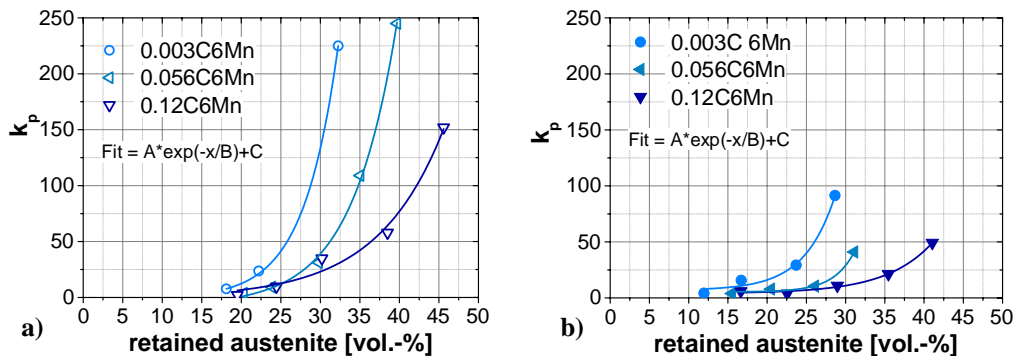 250
200
150
100
50
0
k_p
0.003C6Mn
0.056C6Mn
0.12C6Mn
Fit = A*exp(-x/B)+C
0 5 10 15 20 25 30 35 40 45 50
retained austenite [vol.-%]
a)
250
200
150
100
50
0
k_p
0.003C 6Mn
0.056C6Mn
0.12C6Mn
Fit = A*exp(-x/B)+C
0 5 10 15 20 25 30 35 40 45 50
retained austenite [vol.-%]
b)